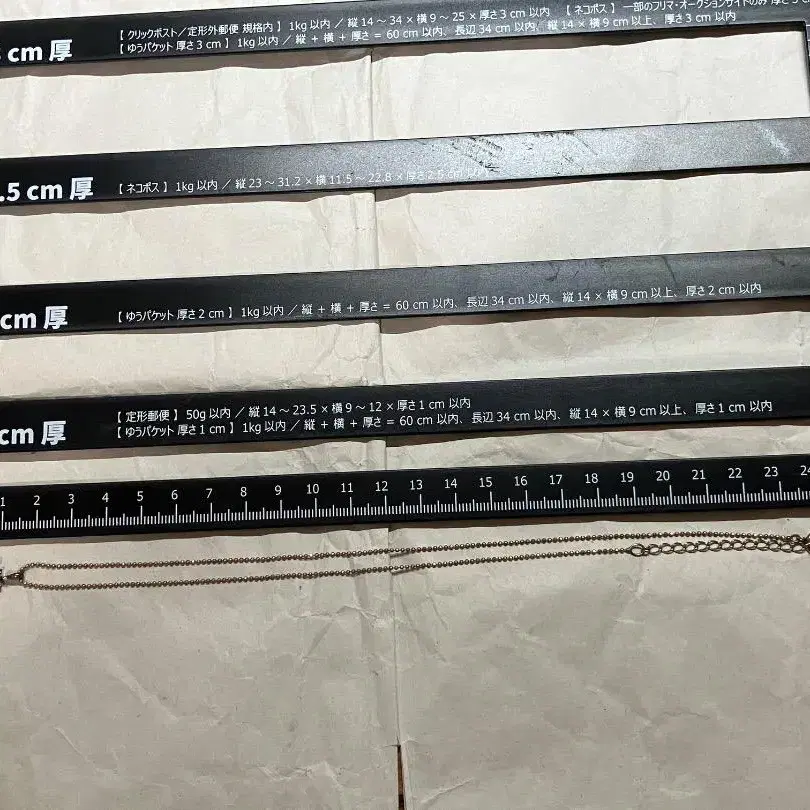 cm 厚
【 クリックポスト／定形外郵便 規格内 】 1kg 以内 ／ 縦 14 ～ 34 × 横 9 ～ 25 × 厚さ 3 cm 以内 【 ネコポス 】 一部のフリマ・オークションサイトのみ 厚さ 3
【 ゆうパケット 厚さ 3 cm 】 1kg 以内 ／ 縦 + 横 + 厚さ = 60 cm 以内、長辺 34 cm 以内、縦 14 × 横 9 cm 以上、厚さ 3 cm 以内
.5 cm 厚
【 ネコポス 】 1kg 以内 ／ 縦 23 ～ 31.2 × 横 11.5 ～ 22.8 × 厚さ 2.5 cm 以内
cm 厚
【 ゆうパケット 厚さ 2 cm 】 1kg 以内 ／ 縦 + 横 + 厚さ = 60 cm 以内、長辺 34 cm 以内、縦 14 × 横 9 cm 以上、厚さ 2 cm 以内
cm 厚
【 定形郵便 】 50g 以内 ／ 縦 14 ～ 23.5 × 横 9 ～ 12 × 厚さ 1 cm 以内
【 ゆうパケット 厚さ 1 cm 】 1kg 以内 ／ 縦 + 横 + 厚さ = 60 cm 以内、長辺 34 cm 以内、縦 14 × 横 9 cm 以上、厚さ 1 cm 以内
1 2 3 4 5 6 7 8 9 10 11 12 13 14 15 16 17 18 19 20 21 22 23 24